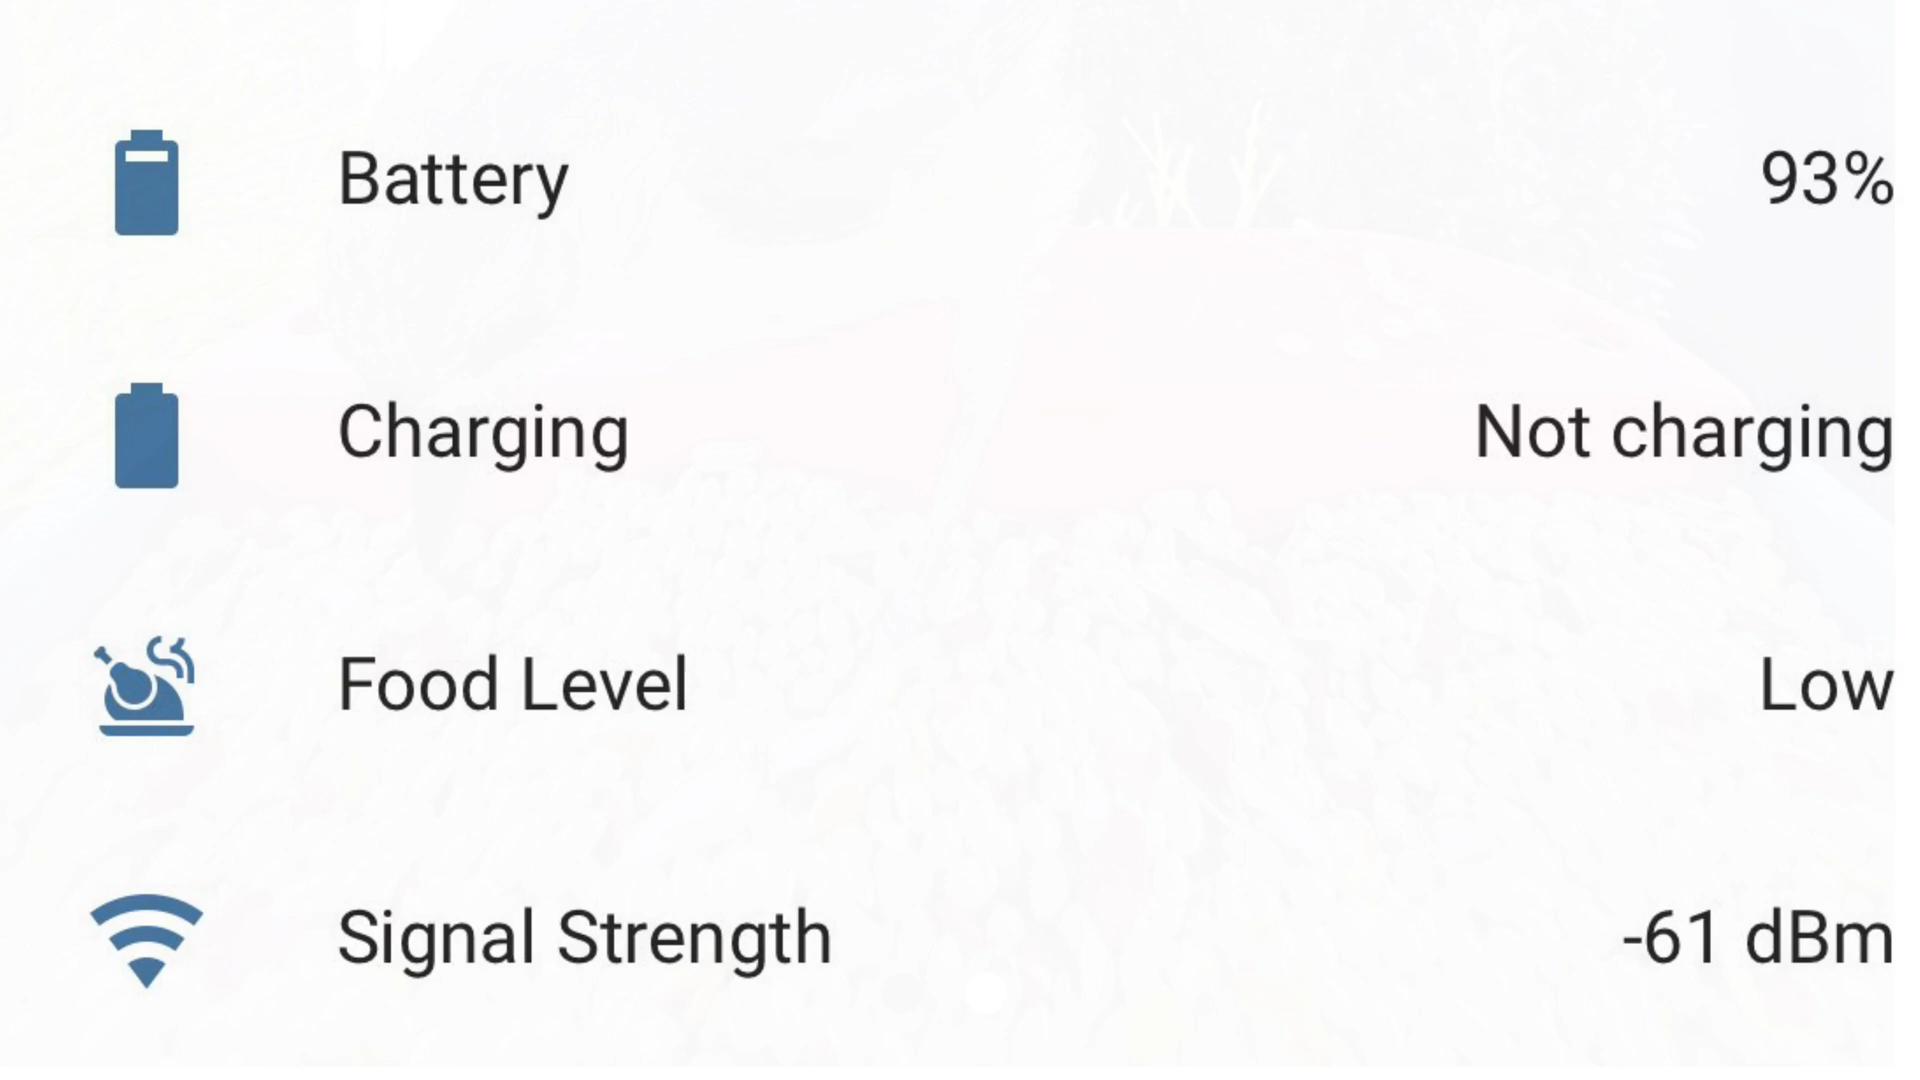 Battery 93%
Charging Not charging
Food Level Low
Signal Strength -61 dBm